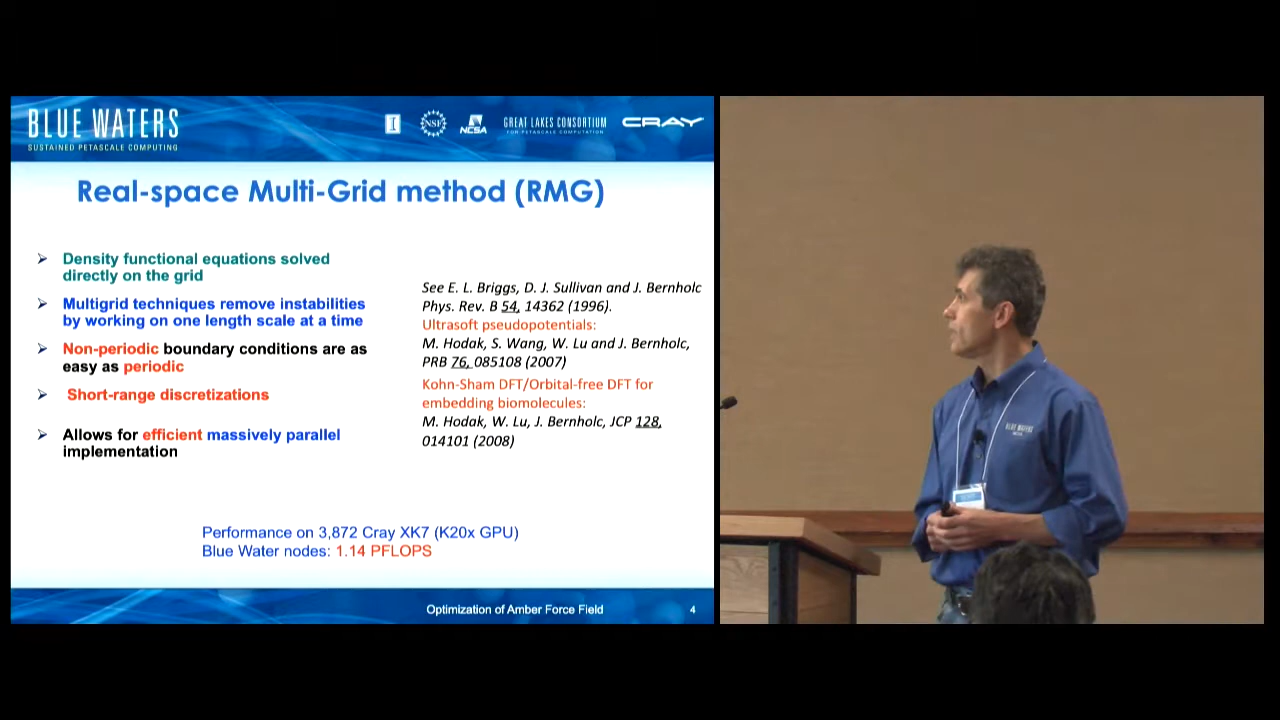 BLUE WATERS
SUSTAINED PETASCALE COMPUTING
I
NSF
NCSA
GREAT LAKES CONSORTIUM
FOR PETASCALE COMPUTATION
CRAY
Real-space Multi-Grid method (RMG)
Density functional equations solved
directly on the grid
Multigrid techniques remove instabilities
by working on one length scale at a time
Non-periodic boundary conditions are as
easy as periodic
Short-range discretizations
Allows for efficient massively parallel
implementation
See E. L. Briggs, D. J. Sullivan and J. Bernholc
Phys. Rev. B 54, 14362 (1996).
Ultrasoft pseudopotentials:
M. Hodak, S. Wang, W. Lu and J. Bernholc,
PRB 76, 085108 (2007)
Kohn-Sham DFT/Orbital-free DFT for
embedding biomolecules:
M. Hodak, W. Lu, J. Bernholc, JCP 128,
014101 (2008)
Performance on 3,872 Cray XK7 (K20x GPU)
Blue Water nodes: 1.14 PFLOPS
Optimization of Amber Force Field
4
BLUE WATERS